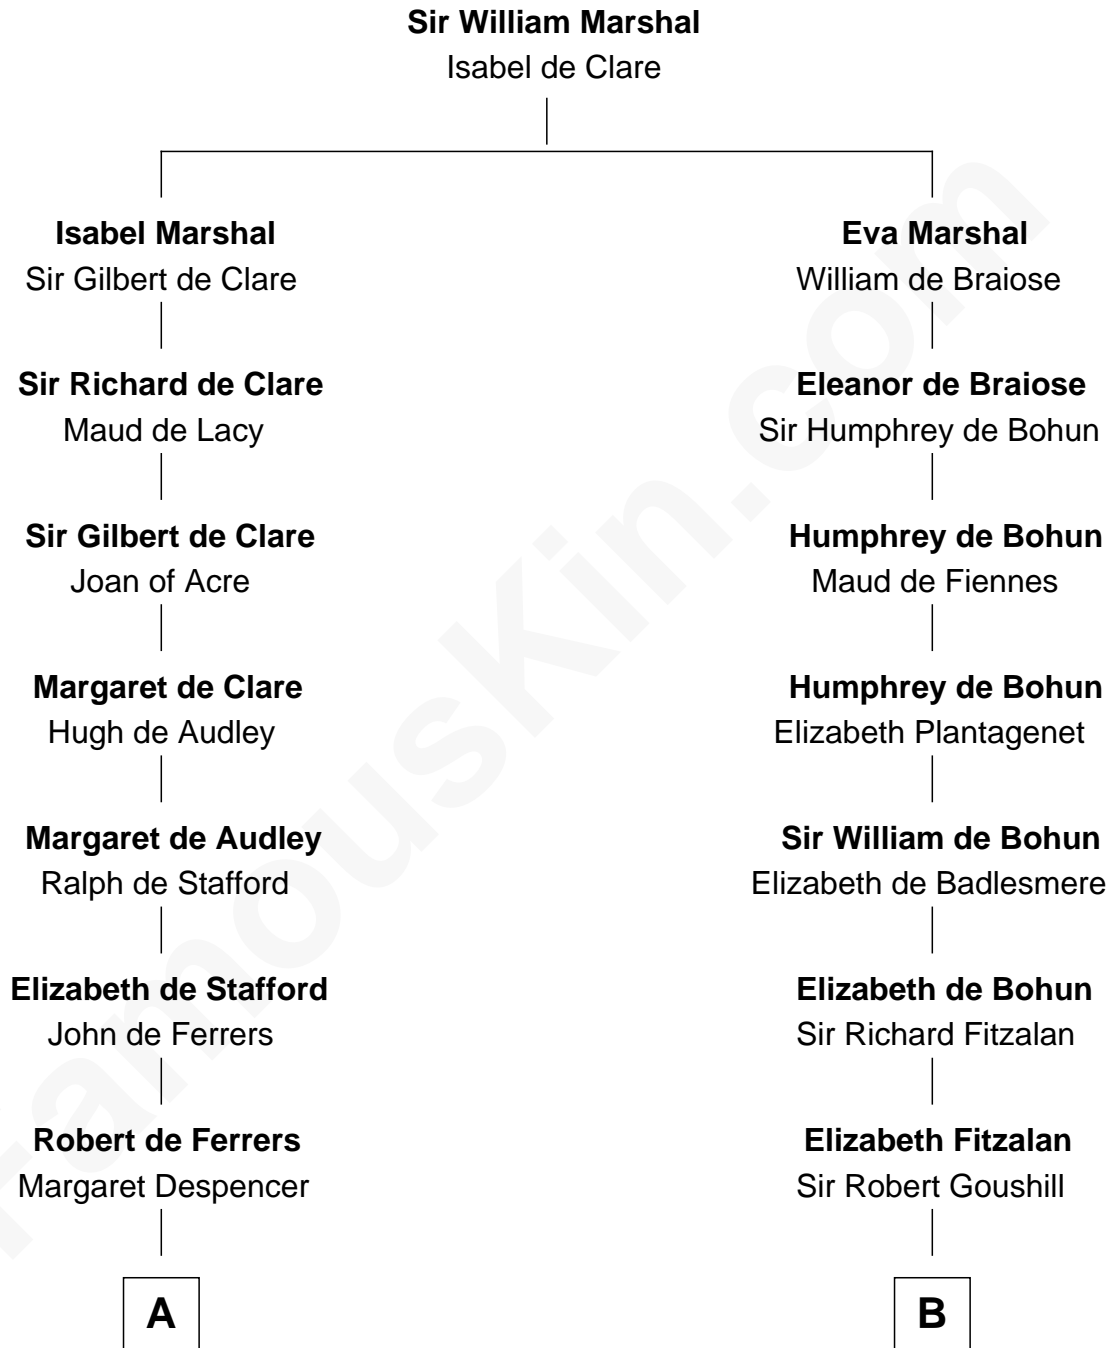 Sir William Marshal
Isabel de Clare
Isabel Marshal
Sir Gilbert de Clare
Eva Marshal
William de Braiose
Sir Richard de Clare
Maud de Lacy
Eleanor de Braiose
Sir Humphrey de Bohun
Sir Gilbert de Clare
Joan of Acre
Humphrey de Bohun
Maud de Fiennes
Margaret de Clare
Hugh de Audley
Humphrey de Bohun
Elizabeth Plantagenet
Margaret de Audley
Ralph de Stafford
Sir William de Bohun
Elizabeth de Badlesmere
Elizabeth de Stafford
John de Ferrers
Elizabeth de Bohun
Sir Richard Fitzalan
Robert de Ferrers
Margaret Despencer
Elizabeth Fitzalan
Sir Robert Goushill
A
B
FamousKin.com